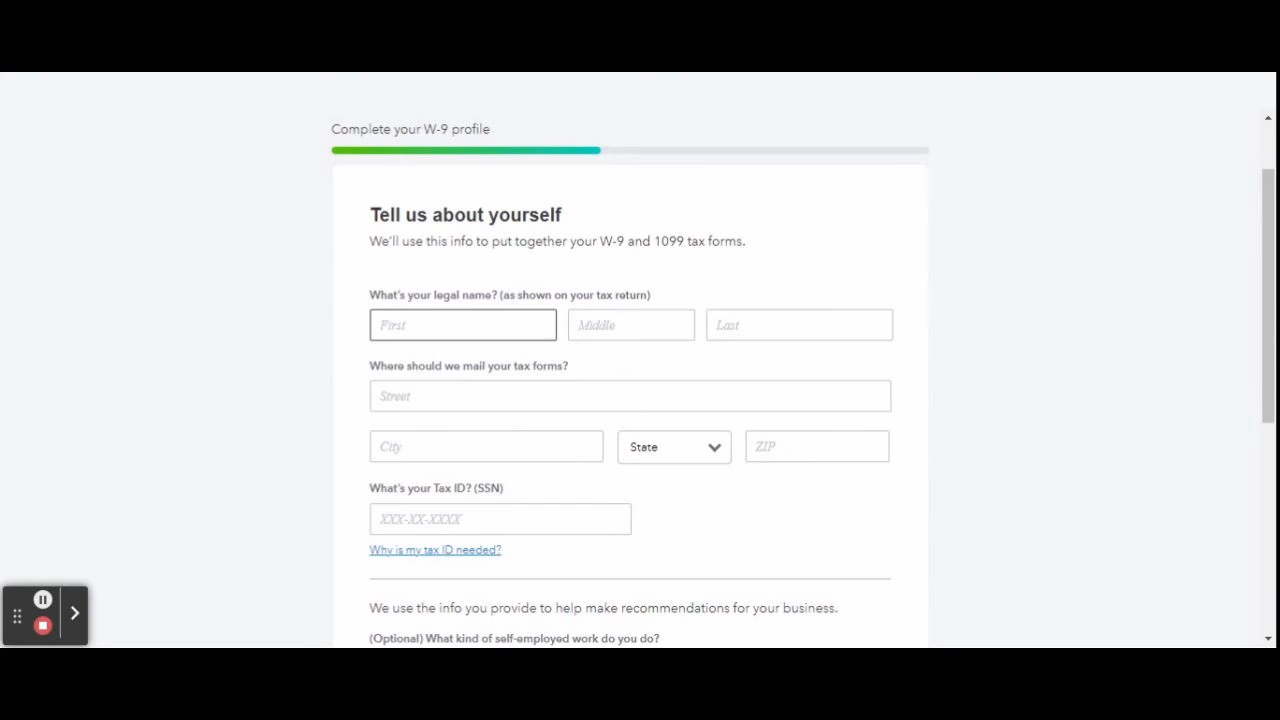 Complete your W-9 profile
Tell us about yourself
We'll use this info to put together your W-9 and 1099 tax forms.
What's your legal name? (as shown on your tax return)
First Middle Last
Where should we mail your tax forms?
Street
City State ZIP
What's your Tax ID? (SSN)
XXX-XX-XXXX
Why is my tax ID needed?
We use the info you provide to help make recommendations for your business.
(Optional) What kind of self-employed work do you do?